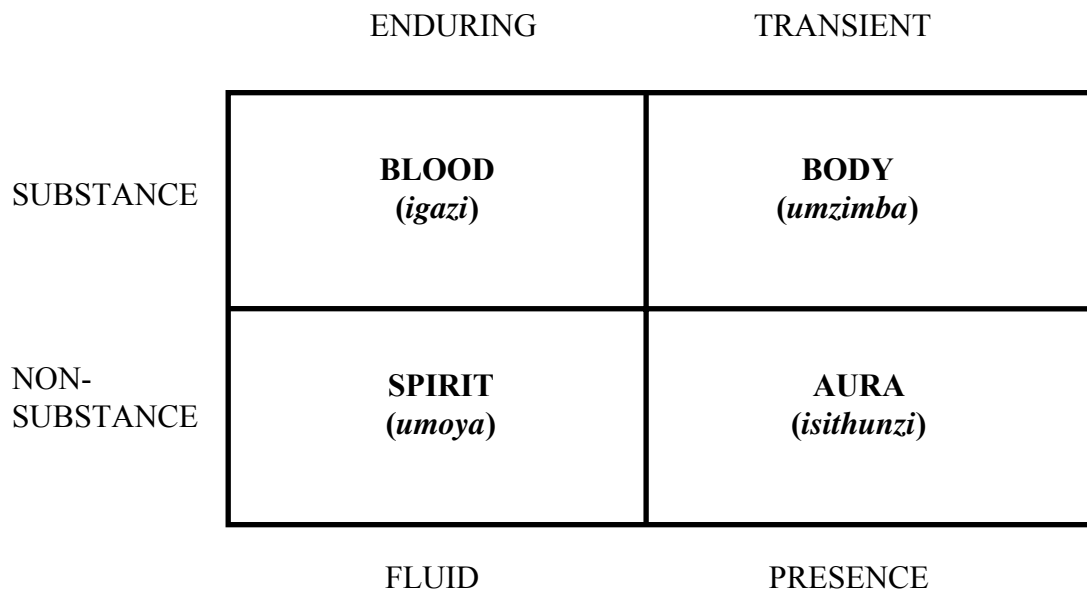 ENDURING TRANSIENT
SUBSTANCE
BLOOD
(igazi)
BODY
(umzimba)
NON-
SUBSTANCE
SPIRIT
(umoya)
AURA
(isithunzi)
FLUID PRESENCE